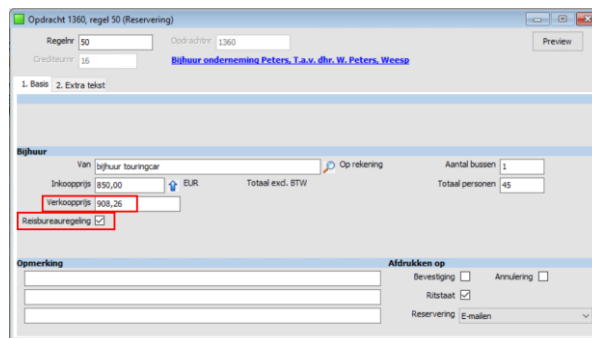 Opdracht 1360, regel 50 (Reservering)
Regelnr 50 Opdrachtnr 1360 Preview
Crediteurnr 16 Bijhuur onderneming Peters, T.a.v. dhr. W. Peters, Weesp
1. Basis 2. Extra tekst
Bijhuur
Van bijhuur touringcar Op rekening Aantal bussen 1
Inkoopprijs 850,00 EUR Totaal excl. BTW Totaal personen 45
Verkoopprijs 908,26
Reisbureauregeling
Opmerking Afdrukken op
Bevestiging Annulering
Ritstaat
Reservering E-mailen